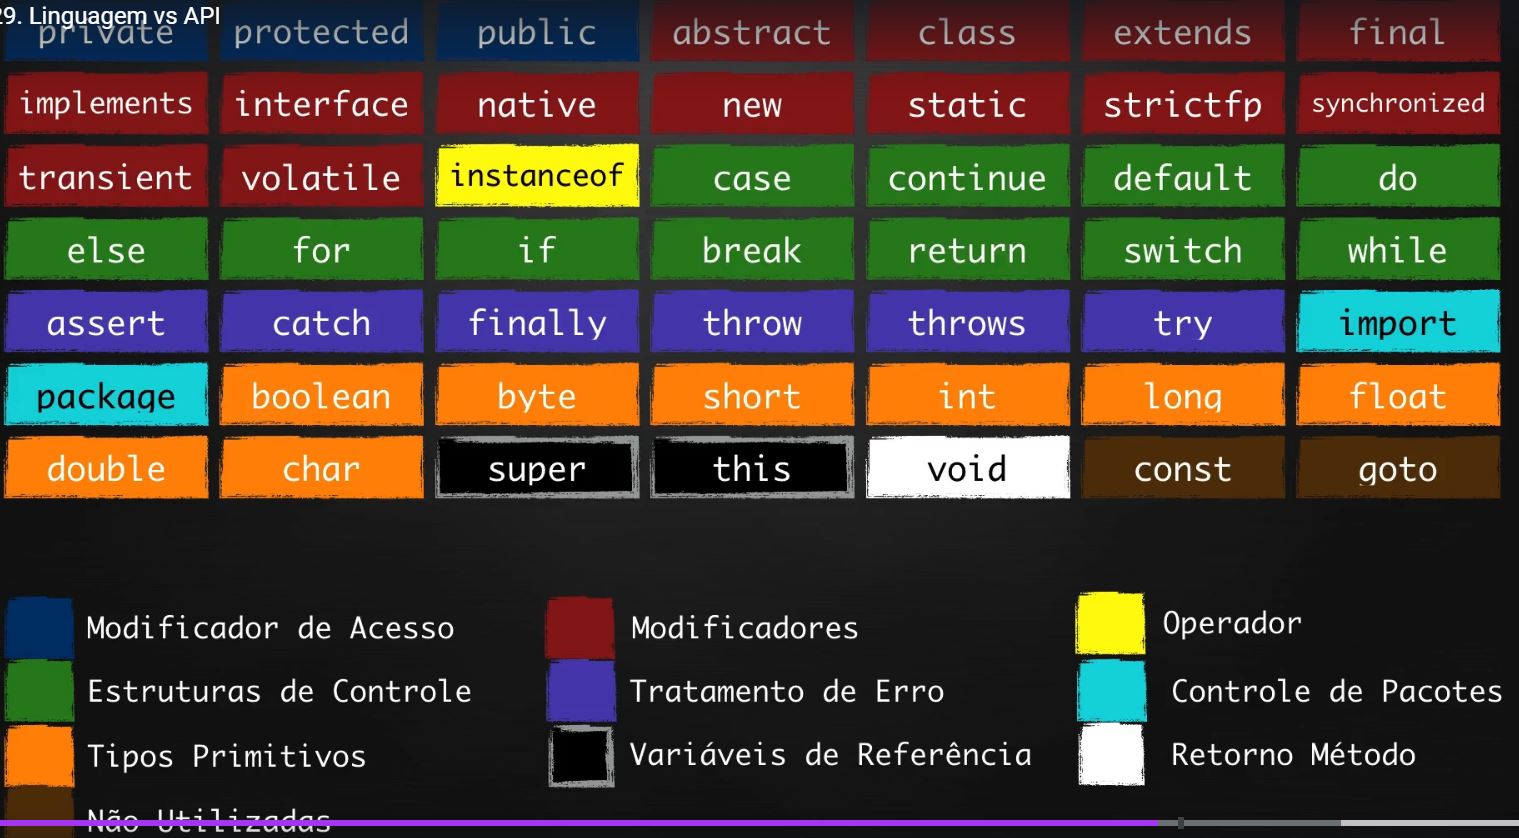 29. Linguagem vs API
private protected public abstract class extends final
implements interface native new static strictfp synchronized
transient volatile instanceof case continue default do
else for if break return switch while
assert catch finally throw throws try import
package boolean byte short int long float
double char super this void const goto
Modificador de Acesso Modificadores Operador
Estruturas de Controle Tratamento de Erro Controle de Pacotes
Tipos Primitivos Variáveis de Referência Retorno Método
Não Utilizadas